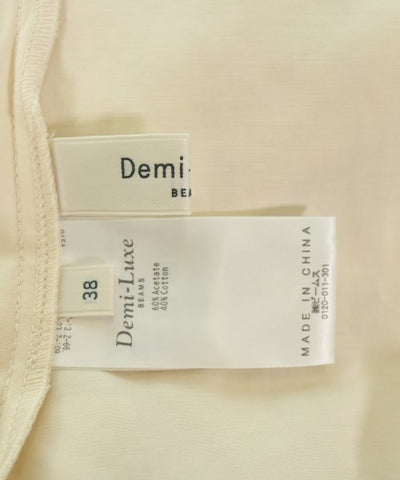 Demi-
BEA
38
Demi-Luxe
BEAMS
60% Acetate
40% Cotton
MADE IN CHINA
㈱ビームス
0120-011-301